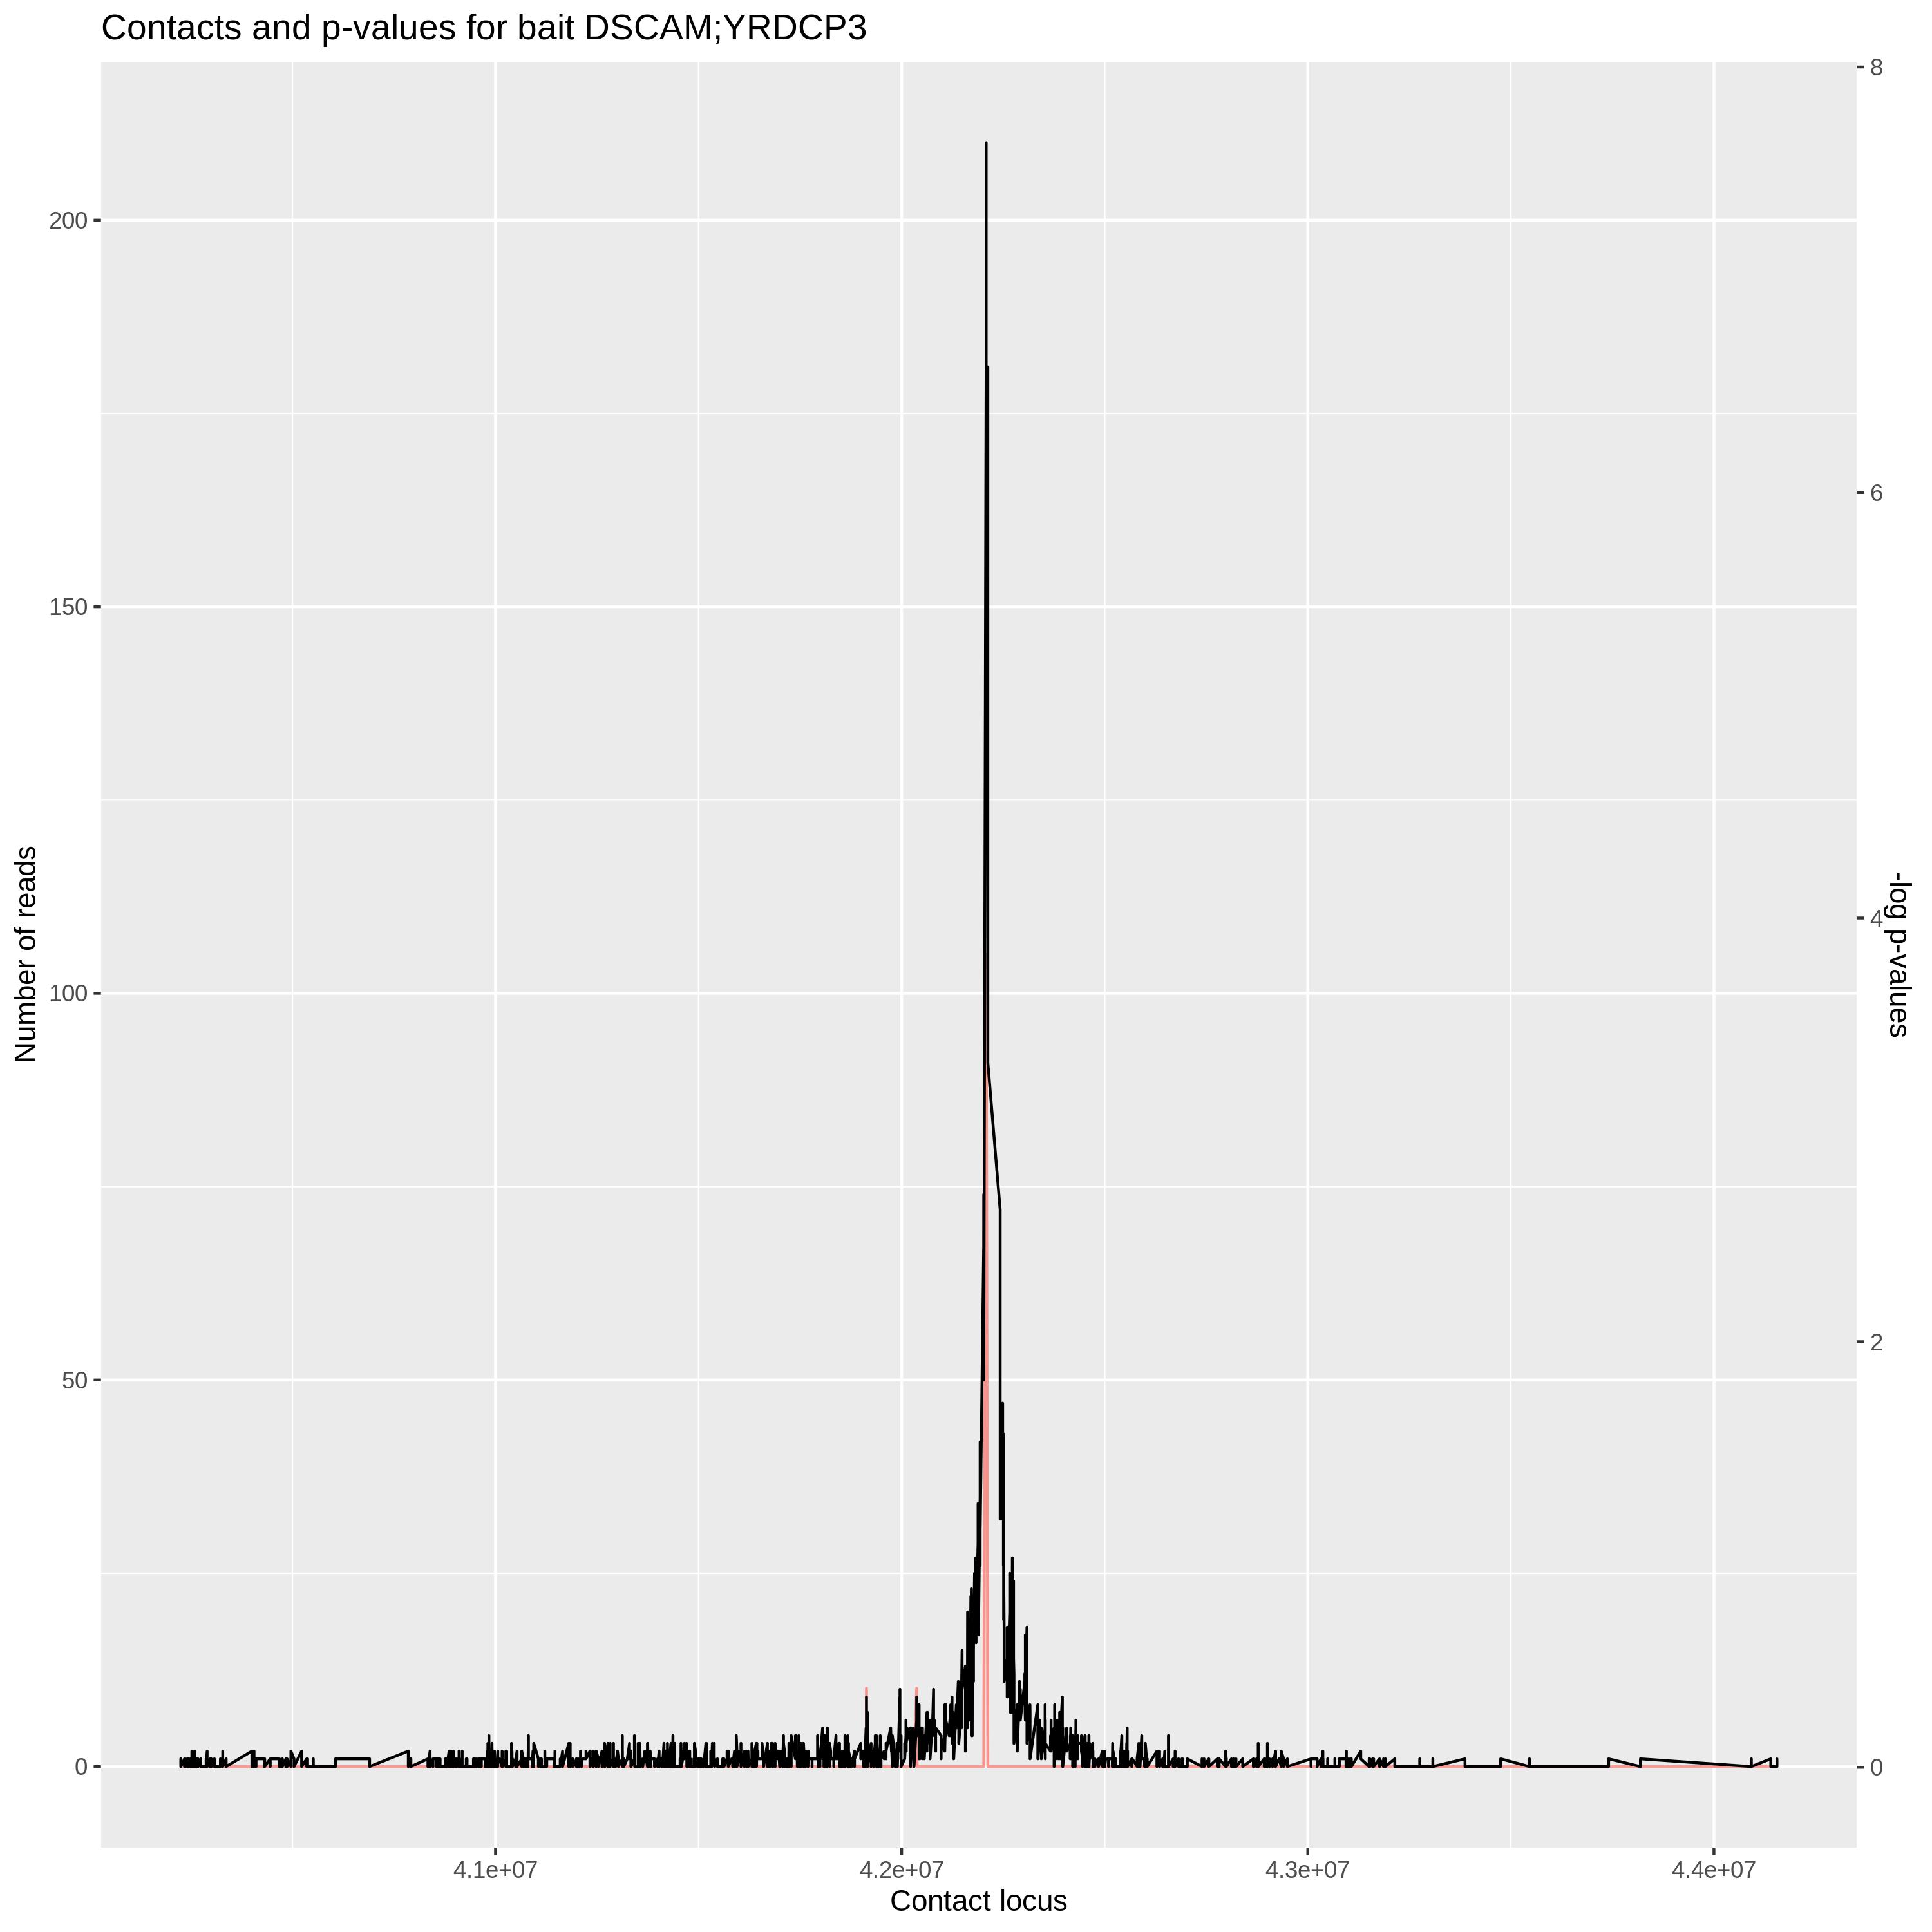 Contacts and p-values for bait DSCAM;YRDCP3
Number of reads
200
150
100
50
0
8
6
4
2
0
-log p-values
4.1e+07
4.2e+07
4.3e+07
4.4e+07
Contact locus